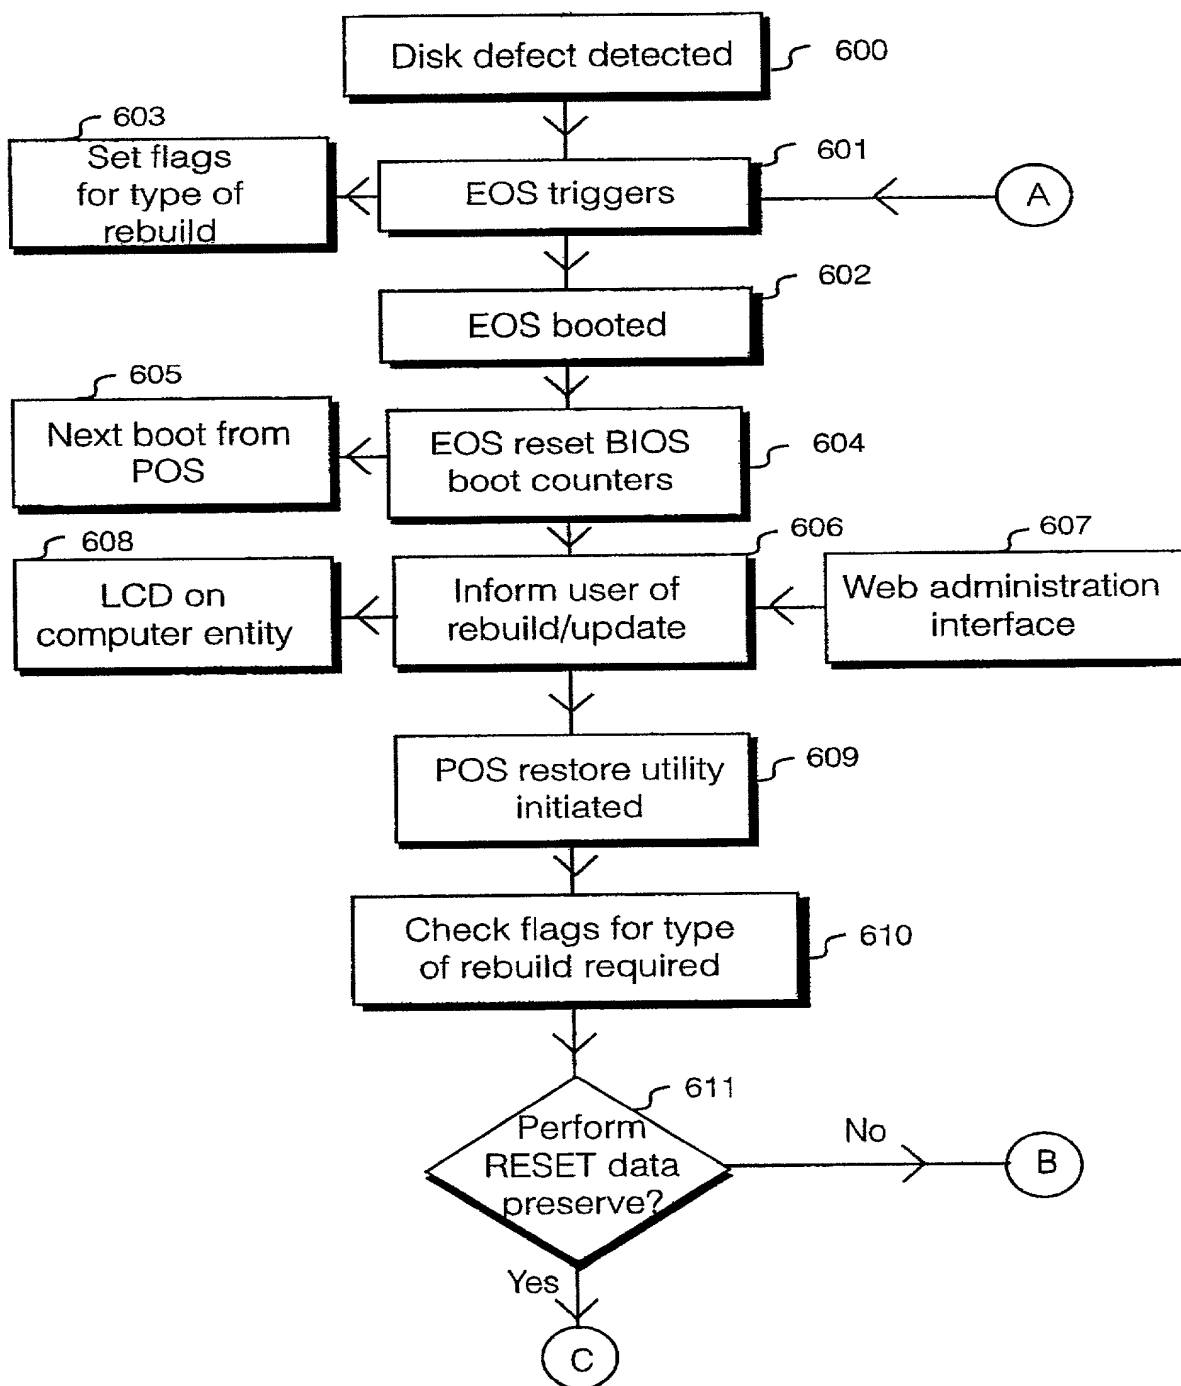 Disk defect detected
600
603
Set flags
for type of
rebuild
601
EOS triggers
A
602
EOS booted
605
Next boot from
POS
EOS reset BIOS
boot counters
604
606
607
608
LCD on
computer entity
Inform user of
rebuild/update
Web administration
interface
POS restore utility
initiated
609
Check flags for type
of rebuild required
610
611
Perform
RESET data
preserve?
No
B
Yes
C